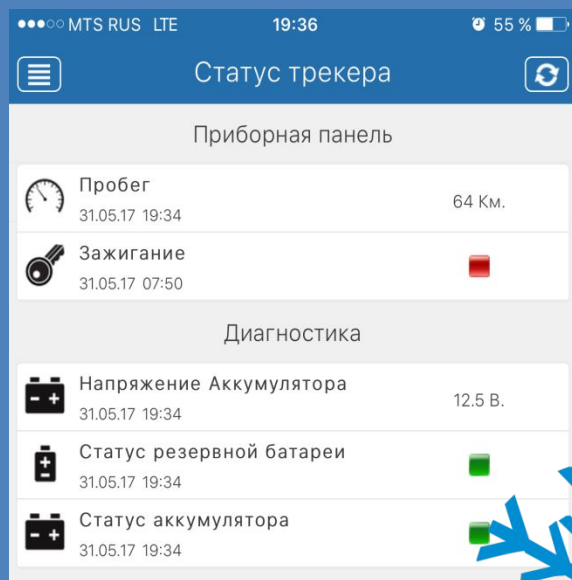 MTS RUS LTE 19:36 55 %
Статус трекера
Приборная панель
Пробег
31.05.17 19:34
64 Км.
Зажигание
31.05.17 07:50
Диагностика
Напряжение Аккумулятора
31.05.17 19:34
12.5 В.
Статус резервной батареи
31.05.17 19:34
Статус аккумулятора
31.05.17 19:34